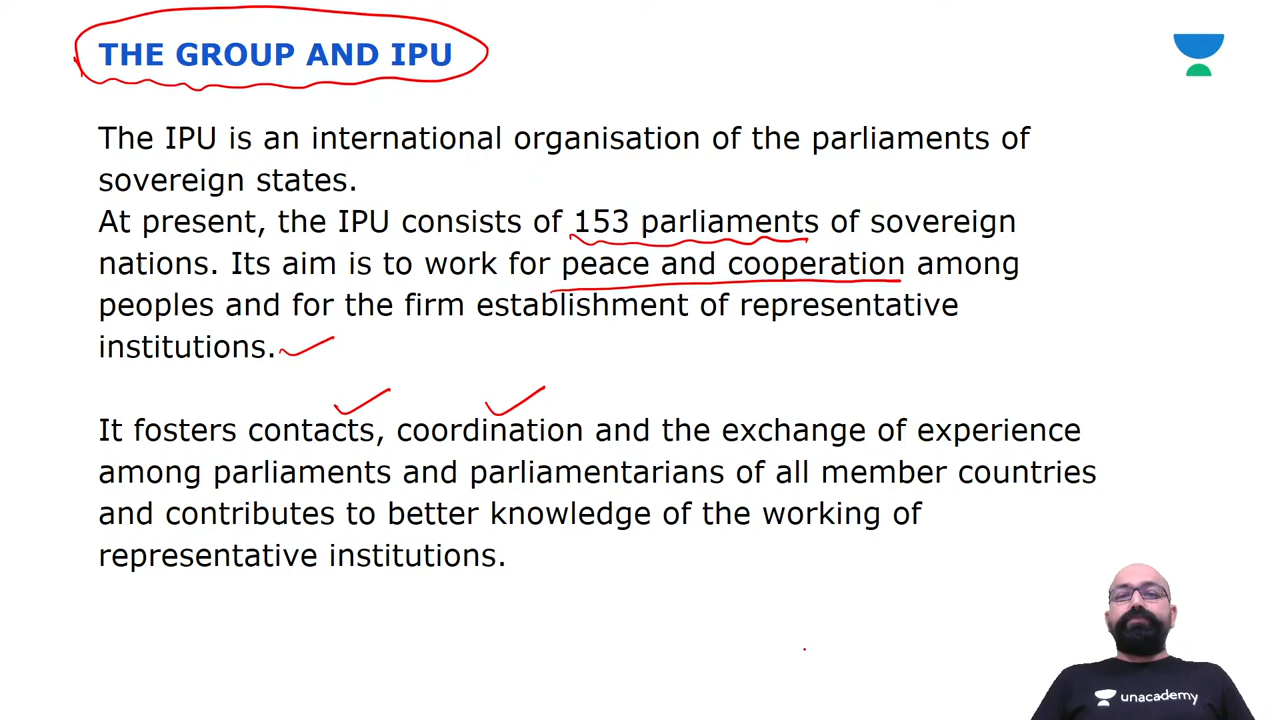 THE GROUP AND IPU
The IPU is an international organisation of the parliaments of
sovereign states.
At present, the IPU consists of 153 parliaments of sovereign
nations. Its aim is to work for peace and cooperation among
peoples and for the firm establishment of representative
institutions.
It fosters contacts, coordination and the exchange of experience
among parliaments and parliamentarians of all member countries
and contributes to better knowledge of the working of
representative institutions.
unacademy